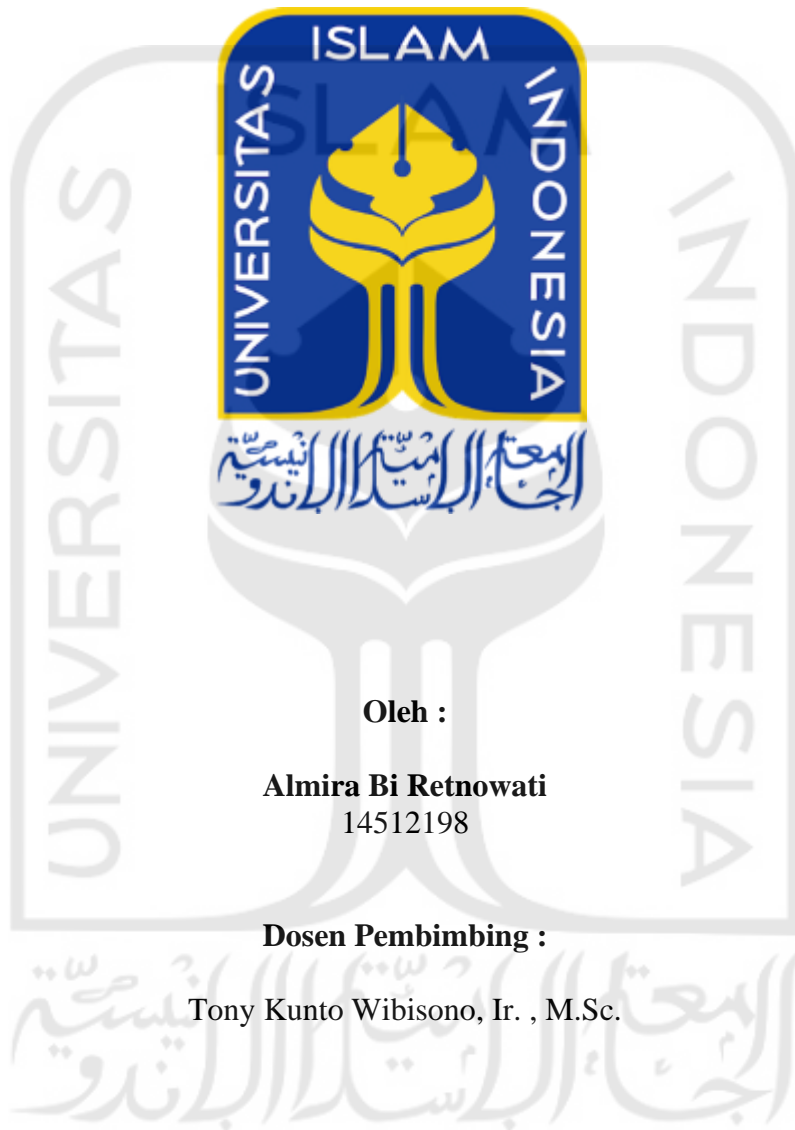 UNIVERSITAS
ISLAM
INDONESIA
الجامعة الإسلامية الإندونيسية
Oleh :
Almira Bi Retnowati
14512198
Dosen Pembimbing :
Tony Kunto Wibisono, Ir. , M.Sc.